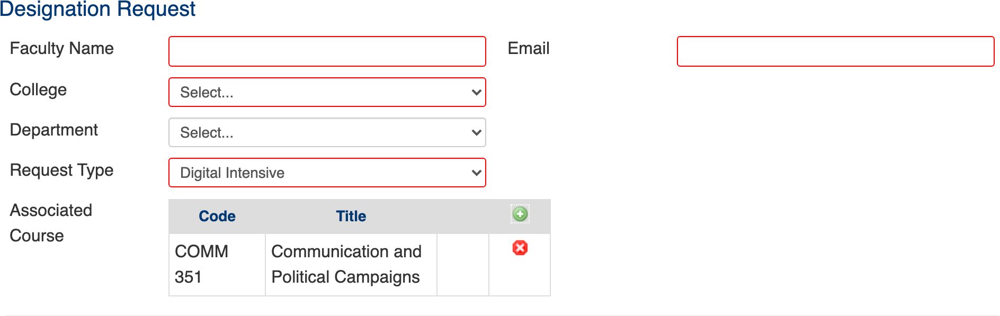 Designation Request
Faculty Name
Email
College
Select...
Department
Select...
Request Type
Digital Intensive
Associated
Course
Code Title
COMM
351
Communication and
Political Campaigns